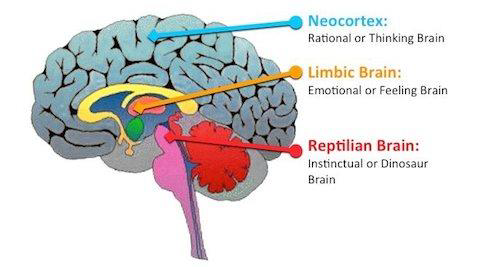 Neocortex:
Rational or Thinking Brain
Limbic Brain:
Emotional or Feeling Brain
Reptilian Brain:
Instinctual or Dinosaur
Brain